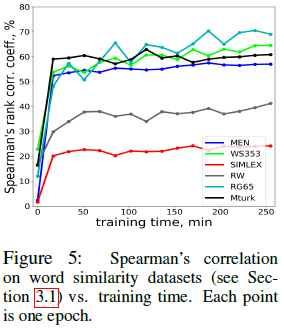 80
70
60
50
40
30
20
10
0
Spearman's rank corr. coeff, %
0 50 100 150 200 250
training time, min
MEN
WS353
SIMLEX
RW
RG65
Mturk
Figure 5: Spearman's correlation
on word similarity datasets (see Sec-
tion 3.1) vs. training time. Each point
is one epoch.